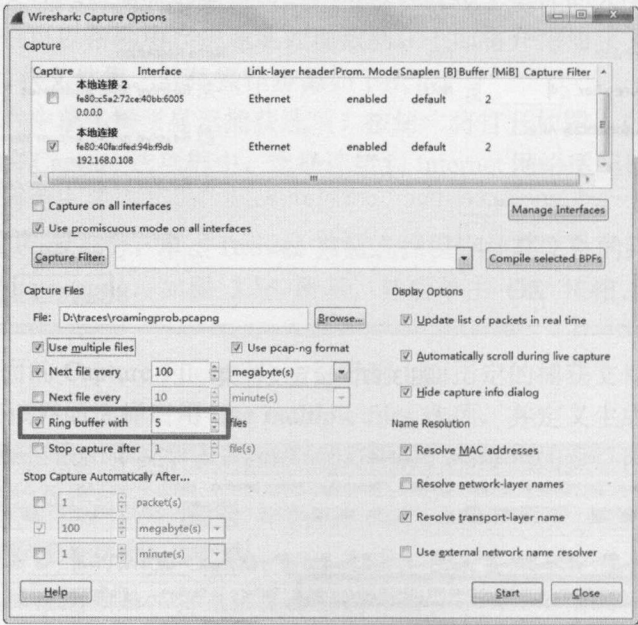 Wireshark: Capture Options
Capture
Capture Interface Link-layer header Prom. Mode Snaplen [B] Buffer [MiB] Capture Filter
本地连接 2
fe80::c5a2:72ce:40bb:6005 Ethernet enabled default 2
0.0.0.0
本地连接
fe80::40fa:dfed:94b:f9db Ethernet enabled default 2
192.168.0.108
Capture on all interfaces
Manage Interfaces
Use promiscuous mode on all interfaces
Capture Filter:
Compile selected BPFs
Capture Files
File: D:\traces\roamingprob.pcapng Browse...
Use multiple files Use pcap-ng format
Next file every 100 megabyte(s)
Next file every 10 minute(s)
Ring buffer with 5 files
Stop capture after 1 file(s)
Stop Capture Automatically After...
1 packet(s)
100 megabyte(s)
1 minute(s)
Display Options
Update list of packets in real time
Automatically scroll during live capture
Hide capture info dialog
Name Resolution
Resolve MAC addresses
Resolve network-layer names
Resolve transport-layer name
Use external network name resolver
Help Start Close